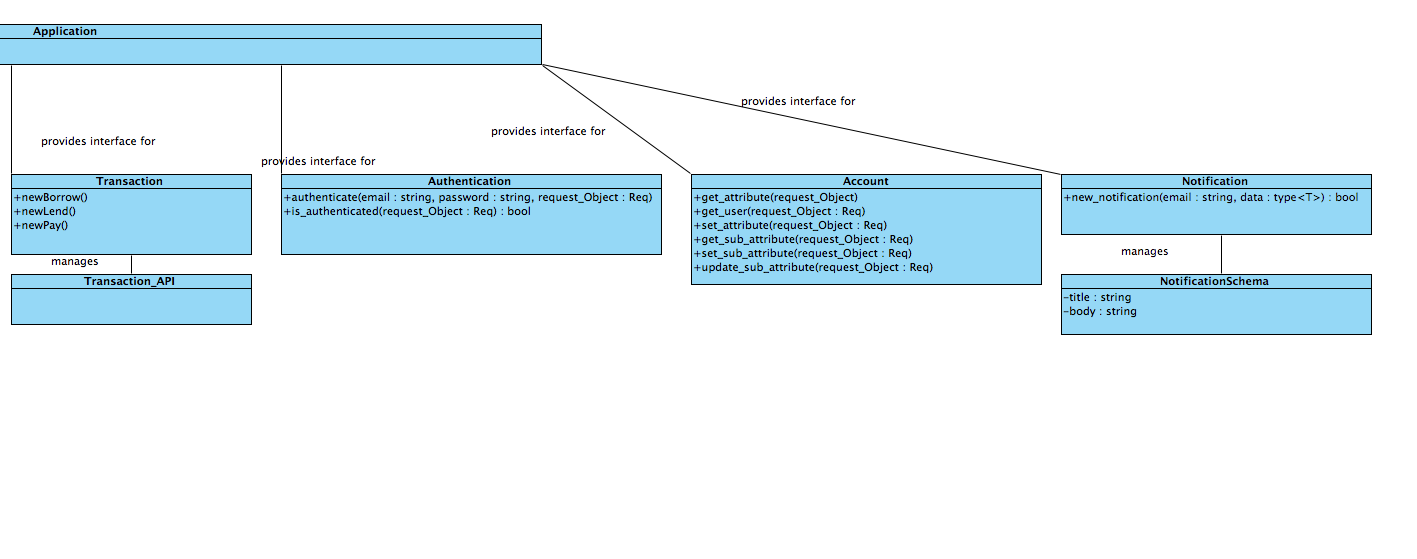 Application
provides interface for
provides interface for
provides interface for
provides interface for
Transaction
+newBorrow()
+newLend()
+newPay()
Authentication
+authenticate(email : string, password : string, request_Object : Req)
+is_authenticated(request_Object : Req) : bool
Account
+get_attribute(request_Object)
+get_user(request_Object : Req)
+set_attribute(request_Object : Req)
+get_sub_attribute(request_Object : Req)
+set_sub_attribute(request_Object : Req)
+update_sub_attribute(request_Object : Req)
Notification
+new_notification(email : string, data : type<T>) : bool
manages
manages
Transaction_API
NotificationSchema
-title : string
-body : string